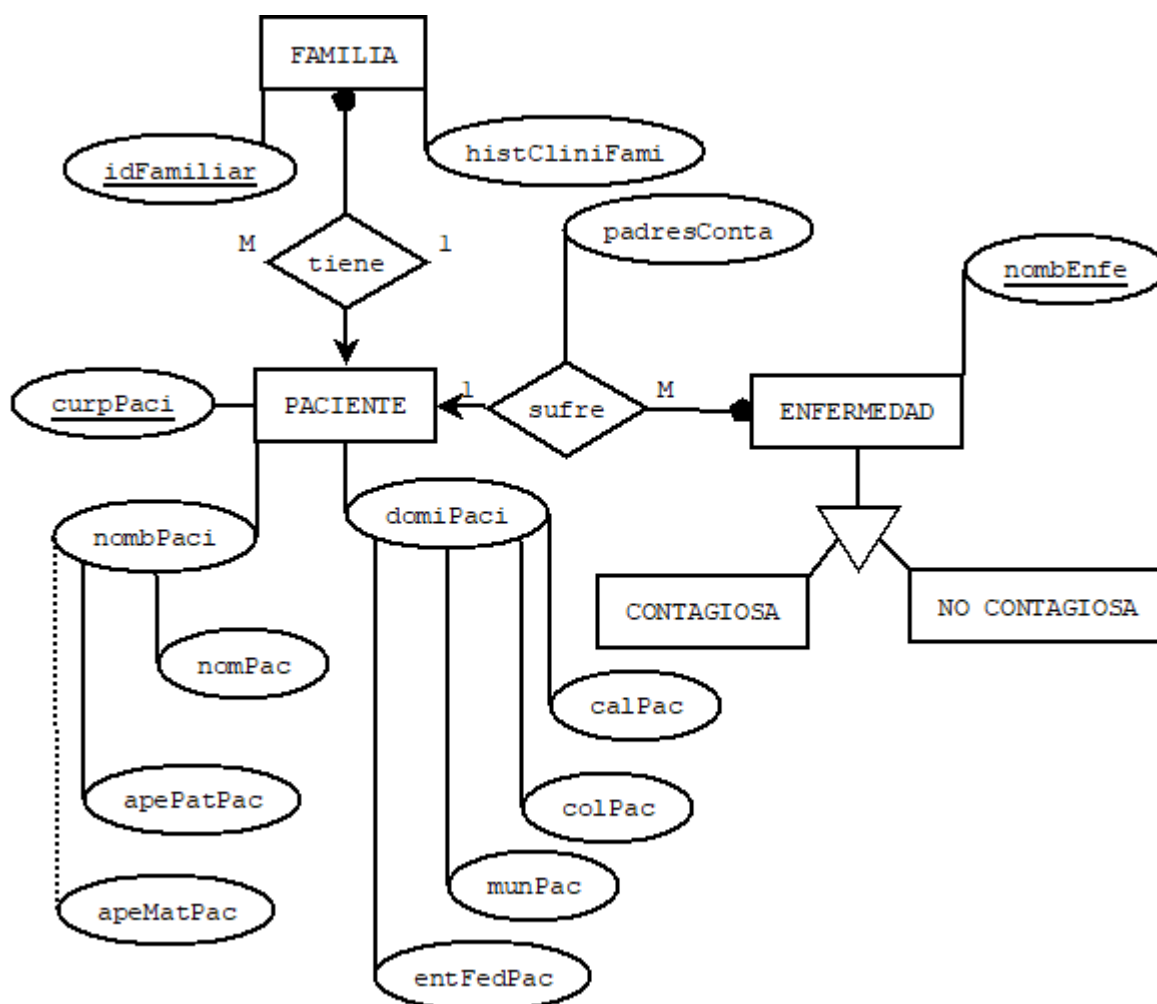 FAMILIA
idFamiliar
histCliniFami
padresConta
M
tiene
1
nombEnfe
curpPaci
PACIENTE
1
sufre
M
ENFERMEDAD
nombPaci
domiPaci
CONTAGIOSA
NO CONTAGIOSA
nomPac
calPac
apePatPac
colPac
munPac
apeMatPac
entFedPac